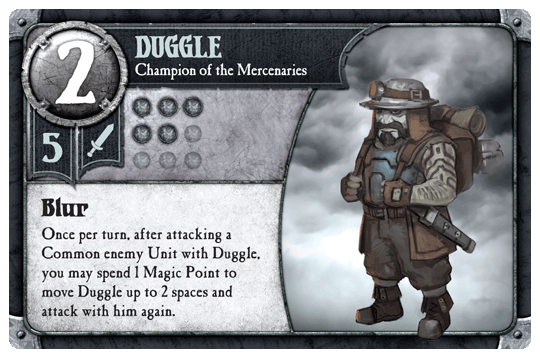 2
DUGGLE
Champion of the Mercenaries
5
Blur
Once per turn, after attacking a
Common enemy Unit with Duggle,
you may spend 1 Magic Point to
move Duggle up to 2 spaces and
attack with him again.